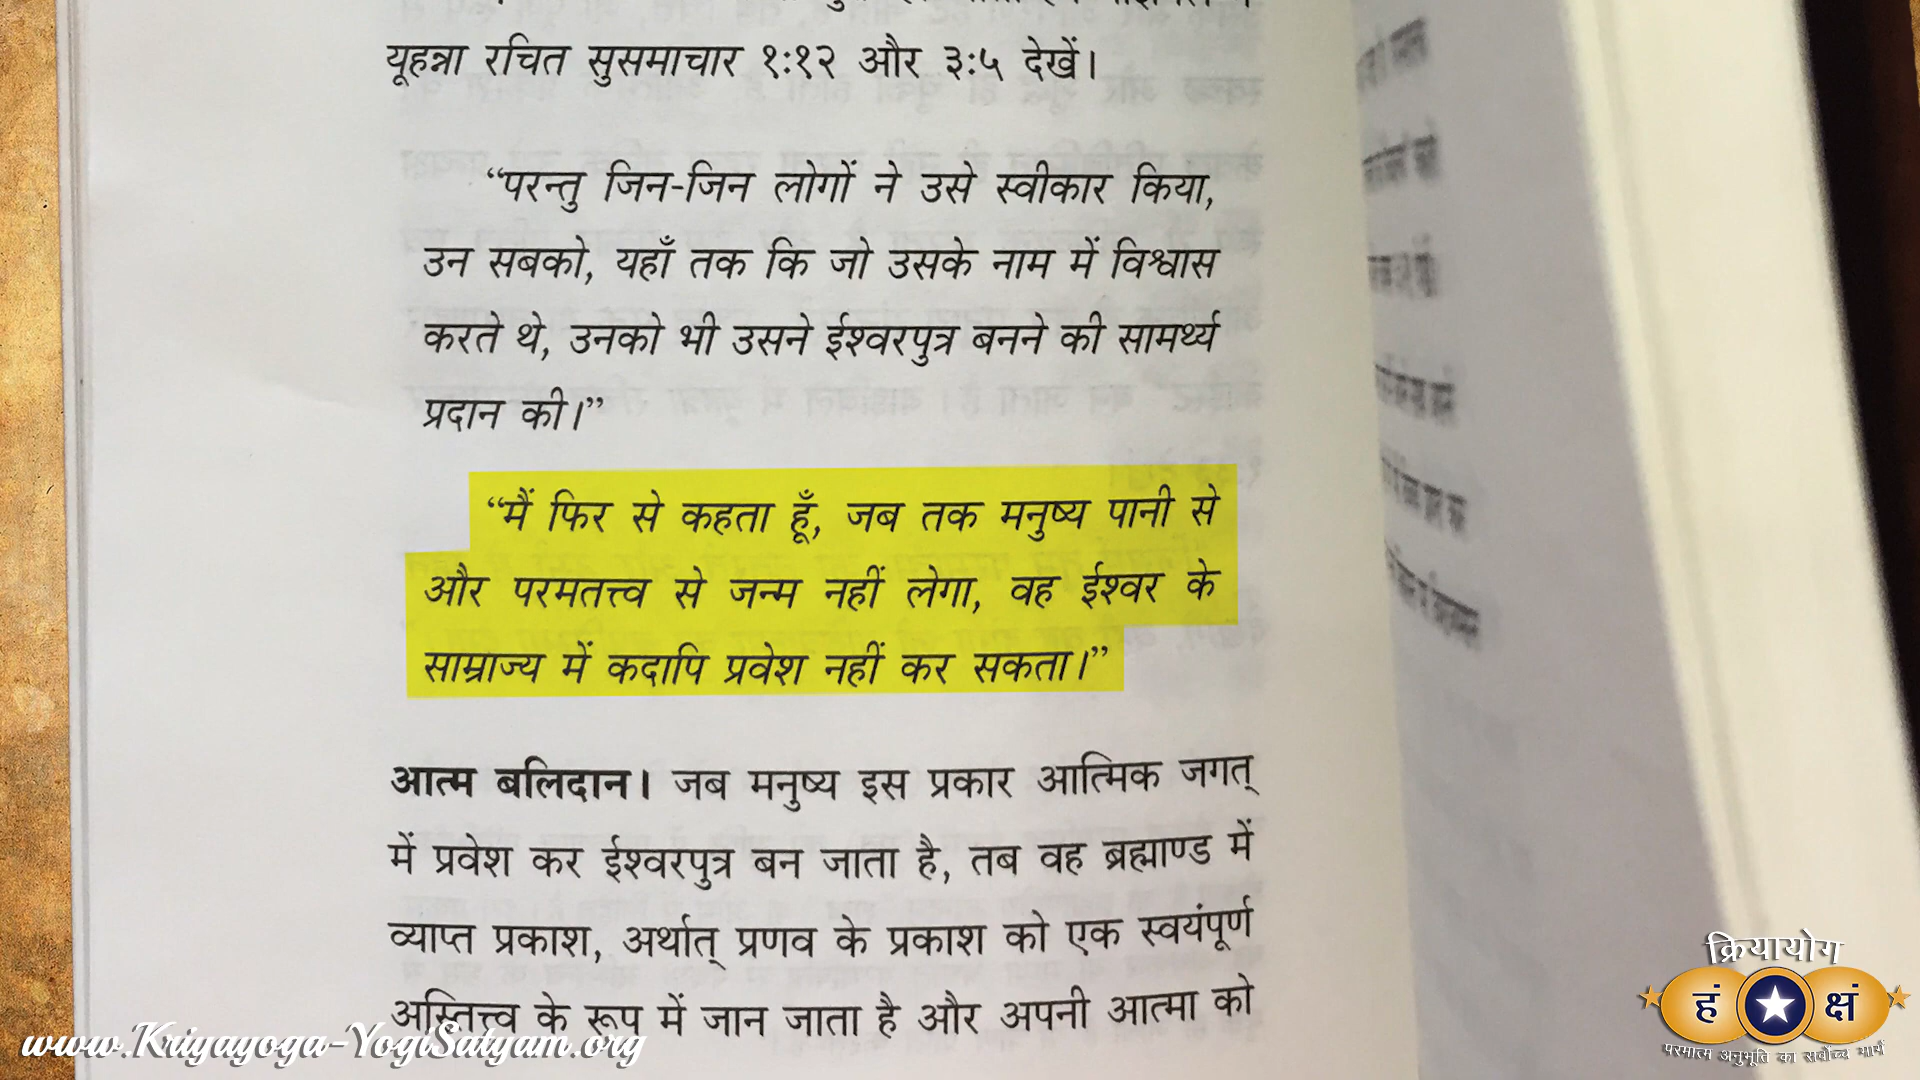 यूहन्ना रचित सुसमाचार १:१२ और ३:५ देखें।
“परन्तु जिन-जिन लोगों ने उसे स्वीकार किया,
उन सबको, यहाँ तक कि जो उसके नाम में विश्वास
करते थे, उनको भी उसने ईश्वरपुत्र बनने की सामर्थ्य
प्रदान की।”
“मैं फिर से कहता हूँ, जब तक मनुष्य पानी से
और परमतत्त्व से जन्म नहीं लेगा, वह ईश्वर के
साम्राज्य में कदापि प्रवेश नहीं कर सकता।”
आत्म बलिदान। जब मनुष्य इस प्रकार आत्मिक जगत्
में प्रवेश कर ईश्वरपुत्र बन जाता है, तब वह ब्रह्माण्ड में
व्याप्त प्रकाश, अर्थात् प्रणव के प्रकाश को एक स्वयंपूर्ण
अस्तित्त्व के रूप में जान जाता है और अपनी आत्मा को
www.Kriyayoga-YogiSatyam.org
क्रियायोग
हं क्षं
परमात्म अनुभूति का सर्वोच्च मार्ग